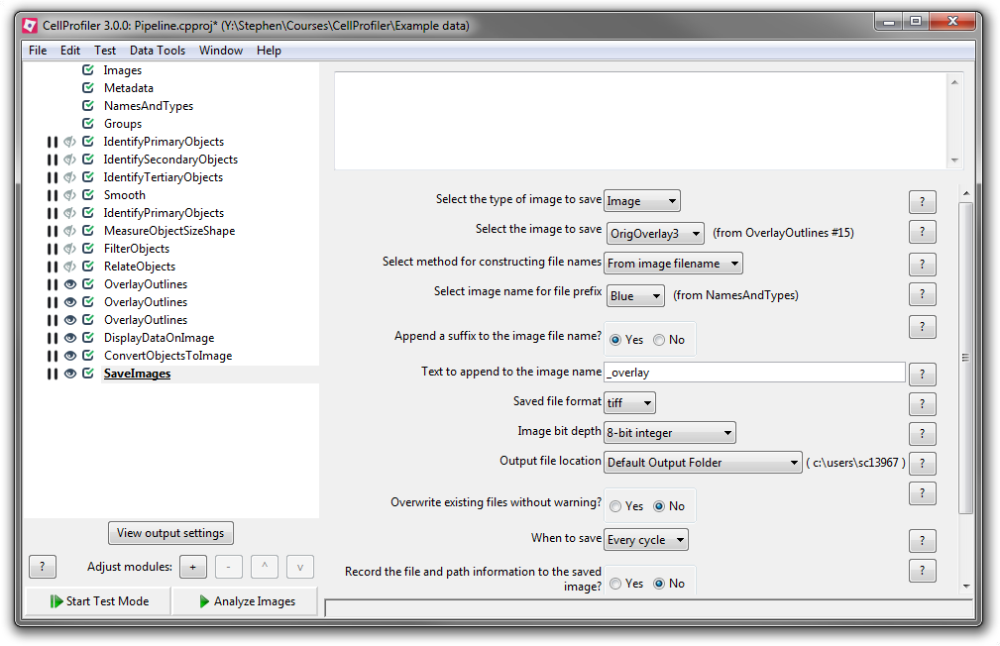 CellProfiler 3.0.0: Pipeline.cpproj* (Y:\Stephen\Courses\CellProfiler\Example data)
File Edit Test Data Tools Window Help
Images
Metadata
NamesAndTypes
Groups
IdentifyPrimaryObjects
IdentifySecondaryObjects
IdentifyTertiaryObjects
Smooth
IdentifyPrimaryObjects
MeasureObjectSizeShape
FilterObjects
RelateObjects
OverlayOutlines
OverlayOutlines
OverlayOutlines
DisplayDataOnImage
ConvertObjectsToImage
SaveImages
View output settings
? Adjust modules: + - ^ v
Start Test Mode Analyze Images
Select the type of image to save Image ?
Select the image to save OrigOverlay3 (from OverlayOutlines #15) ?
Select method for constructing file names From image filename ?
Select image name for file prefix Blue (from NamesAndTypes) ?
Append a suffix to the image file name? Yes No ?
Text to append to the image name _overlay ?
Saved file format tiff ?
Image bit depth 8-bit integer ?
Output file location Default Output Folder ( c:\users\sc13967 ) ?
Overwrite existing files without warning? Yes No ?
When to save Every cycle ?
Record the file and path information to the saved
image? Yes No ?